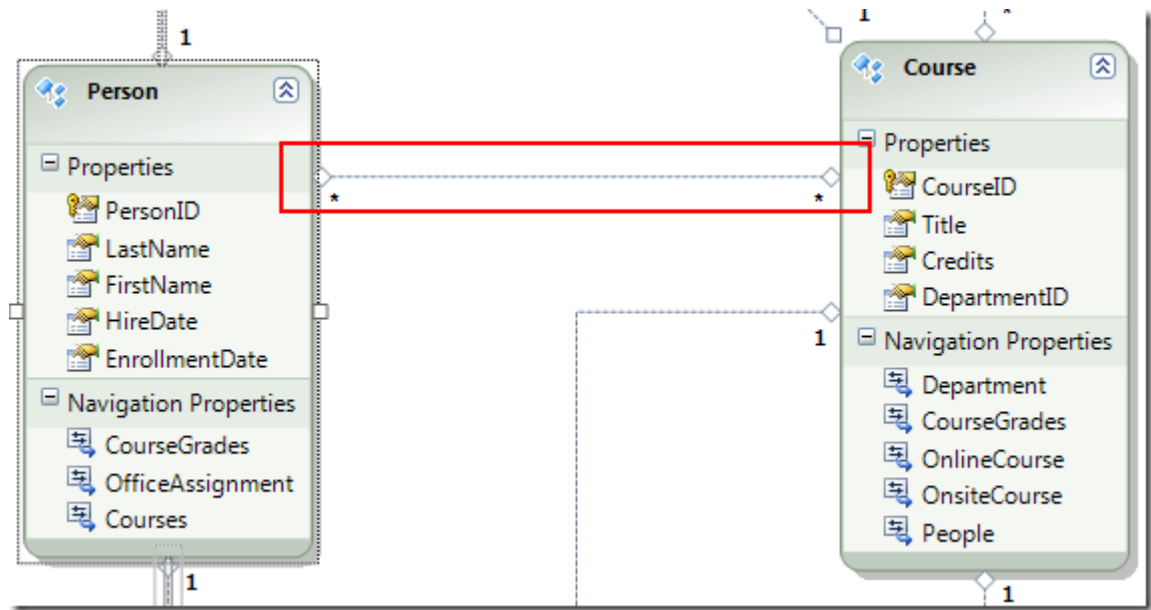 1
Person
Properties
PersonID
LastName
FirstName
HireDate
EnrollmentDate
Navigation Properties
CourseGrades
OfficeAssignment
Courses
1
*
*
1
1
*
Course
Properties
CourseID
Title
Credits
DepartmentID
Navigation Properties
Department
CourseGrades
OnlineCourse
OnsiteCourse
People
1